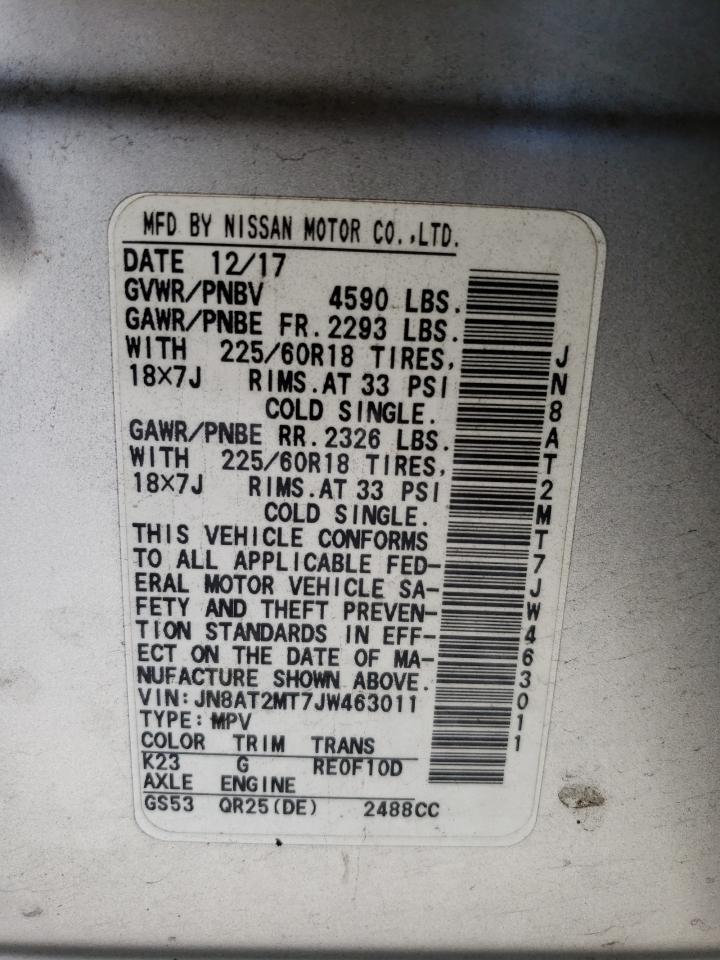 MFD BY NISSAN MOTOR CO.,LTD.
DATE 12/17
GVWR/PNBV 4590 LBS.
GAWR/PNBE FR.2293 LBS.
WITH 225/60R18 TIRES,
18X7J RIMS.AT 33 PSI
COLD SINGLE.
GAWR/PNBE RR.2326 LBS.
WITH 225/60R18 TIRES,
18X7J RIMS.AT 33 PSI
COLD SINGLE.
THIS VEHICLE CONFORMS
TO ALL APPLICABLE FED-
ERAL MOTOR VEHICLE SA-
FETY AND THEFT PREVEN-
TION STANDARDS IN EFF-
ECT ON THE DATE OF MA-
NUFACTURE SHOWN ABOVE.
VIN:JN8AT2MT7JW463011
TYPE:MPV
COLOR TRIM TRANS
K23 G RE0F10D
AXLE ENGINE
GS53 QR25(DE) 2488CC
JN8AT2MT7JW463011